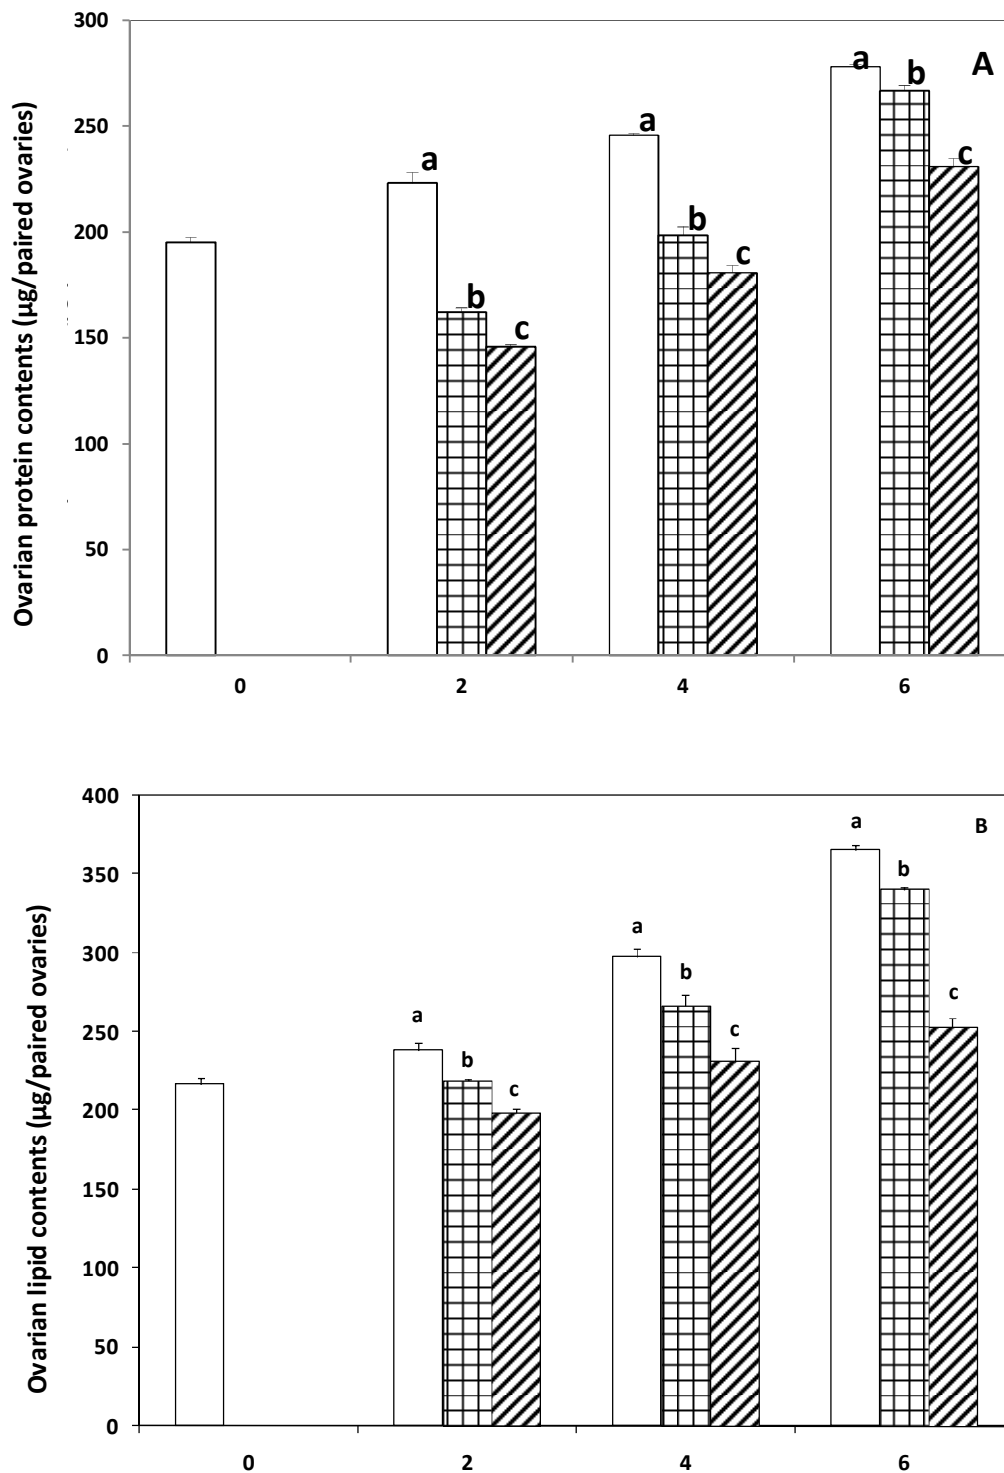 Ovarian protein contents (µg/paired ovaries)
300
250
200
150
100
50
0
A
a
b
c
a
b
c
a
b
c
0 2 4 6
Ovarian lipid contents (µg/paired ovaries)
400
350
300
250
200
150
100
50
0
B
a
b
c
a
b
c
a
b
c
0 2 4 6